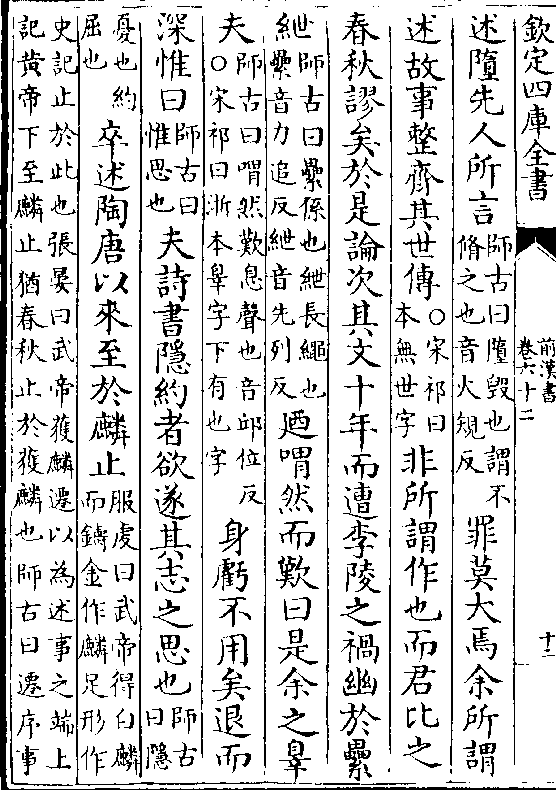 欽定四庫全書
前漢書
卷六十二
十二
述墮先人所言師古曰墮毀也謂不脩之也音火規反罪莫大焉余所謂
述故事整齊其世傳○宋祁曰本無世字非所謂作也而君比之
春秋謬矣於是論次其文十年而遭李陵之禍幽於纍
紲師古曰纍係也紲長繩也纍音力追反紲音先列反廼喟然而歎曰是余之辠
夫師古曰喟然歎息聲也音邱位反○宋祁曰浙本辠字下有也字身虧不用矣退而
深惟曰師古曰惟思也夫詩書隱約者欲遂其志之思也師古曰隱
憂也約屈也卒述陶唐以來至於麟止服虔曰武帝得白麟而鑄金作麟足形作
史記止於此也張晏曰武帝獲麟遷以為述事之端上記黄帝下至麟止猶春秋止於獲麟也師古曰遷序事